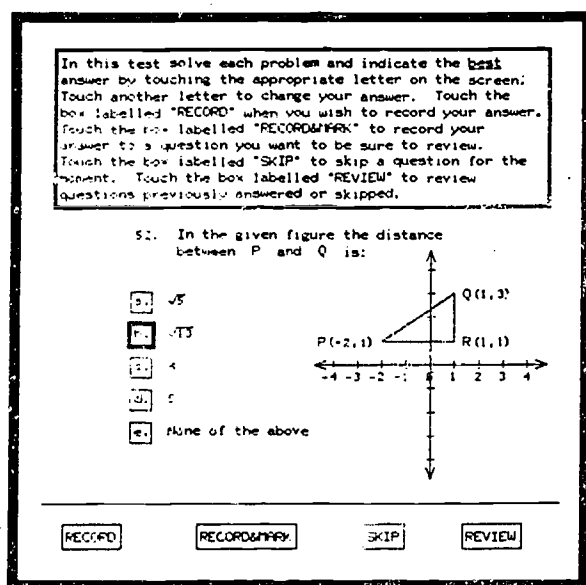 In this test solve each problem and indicate the best
answer by touching the appropriate letter on the screen.
Touch another letter to change your answer. Touch the
box labelled "RECORD" when you wish to record your answer.
Touch the box labelled "RECORD&MARK" to record your
answer to a question you want to be sure to review.
Touch the box labelled "SKIP" to skip a question for the
moment. Touch the box labelled "REVIEW" to review
questions previously answered or skipped.
52. In the given figure the distance
between P and Q is:
a. √5
b. √13
c. 3
d. 5
e. None of the above
Q(1,3)
P(-2,1) R(1,1)
-4 -3 -2 -1 0 1 2 3 4
RECORD RECORD&MARK SKIP REVIEW